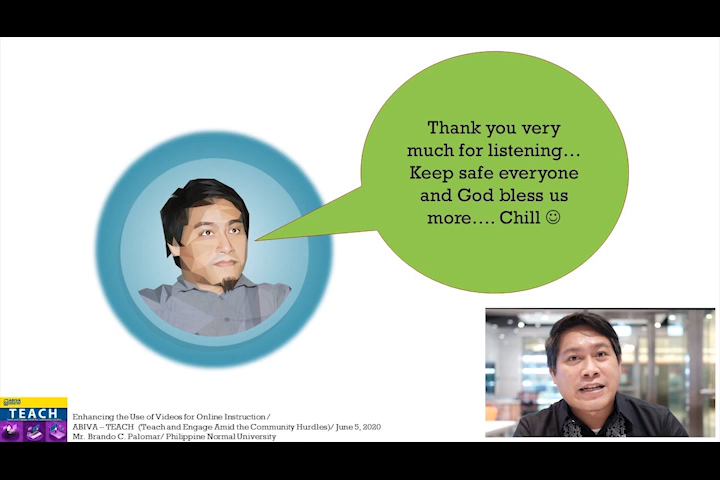 Thank you very
much for listening…
Keep safe everyone
and God bless us
more…. Chill ☺
ABIVA
TEACH
Enhancing the Use of Videos for Online Instruction /
ABIVA – TEACH (Teach and Engage Amid the Community Hurdles)/ June 5, 2020
Mr. Brando C. Palomar/ Philippine Normal University